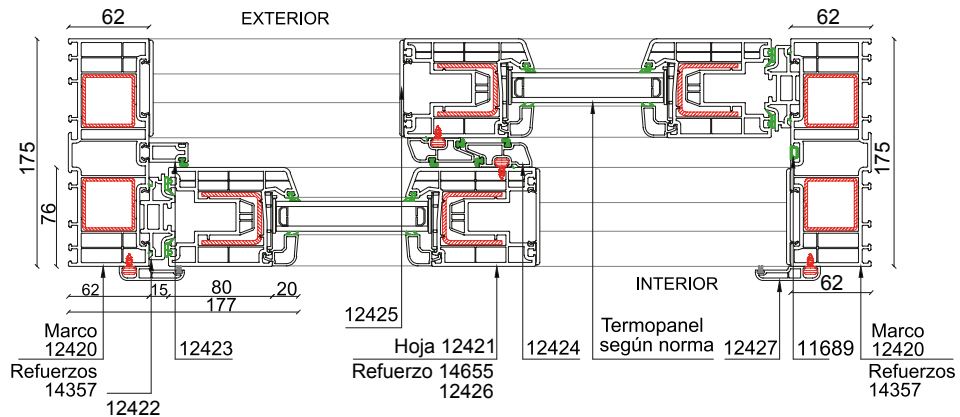 62
EXTERIOR
62
175
76
175
INTERIOR
62
15
80
20
62
177
12425
Termopanel
según norma
Marco
12420
Refuerzos
14357
12422
12423
Hoja 12421
Refuerzo 14655
12426
12424
12427
11689
Marco
12420
Refuerzos
14357